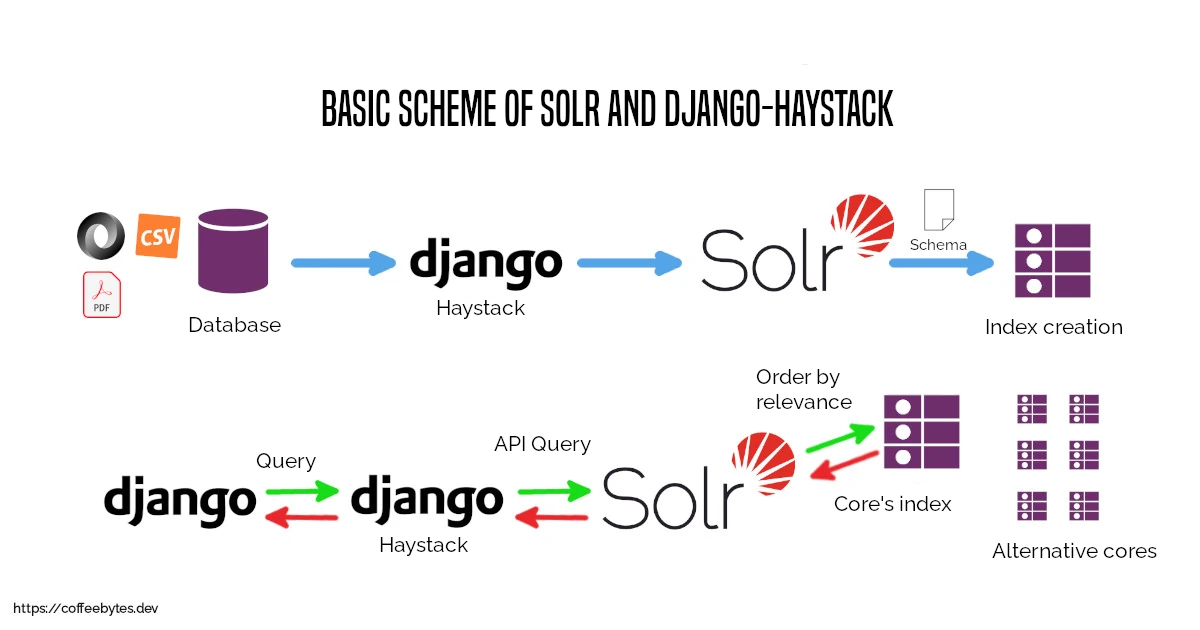 BASIC SCHEME OF SOLR AND DJANGO-HAYSTACK
CSV
PDF
Database
django
Haystack
Solr
Schema
Index creation
django
Query
django
Haystack
API Query
Solr
Order by
relevance
Core's index
Alternative cores
https://coffeebytes.dev